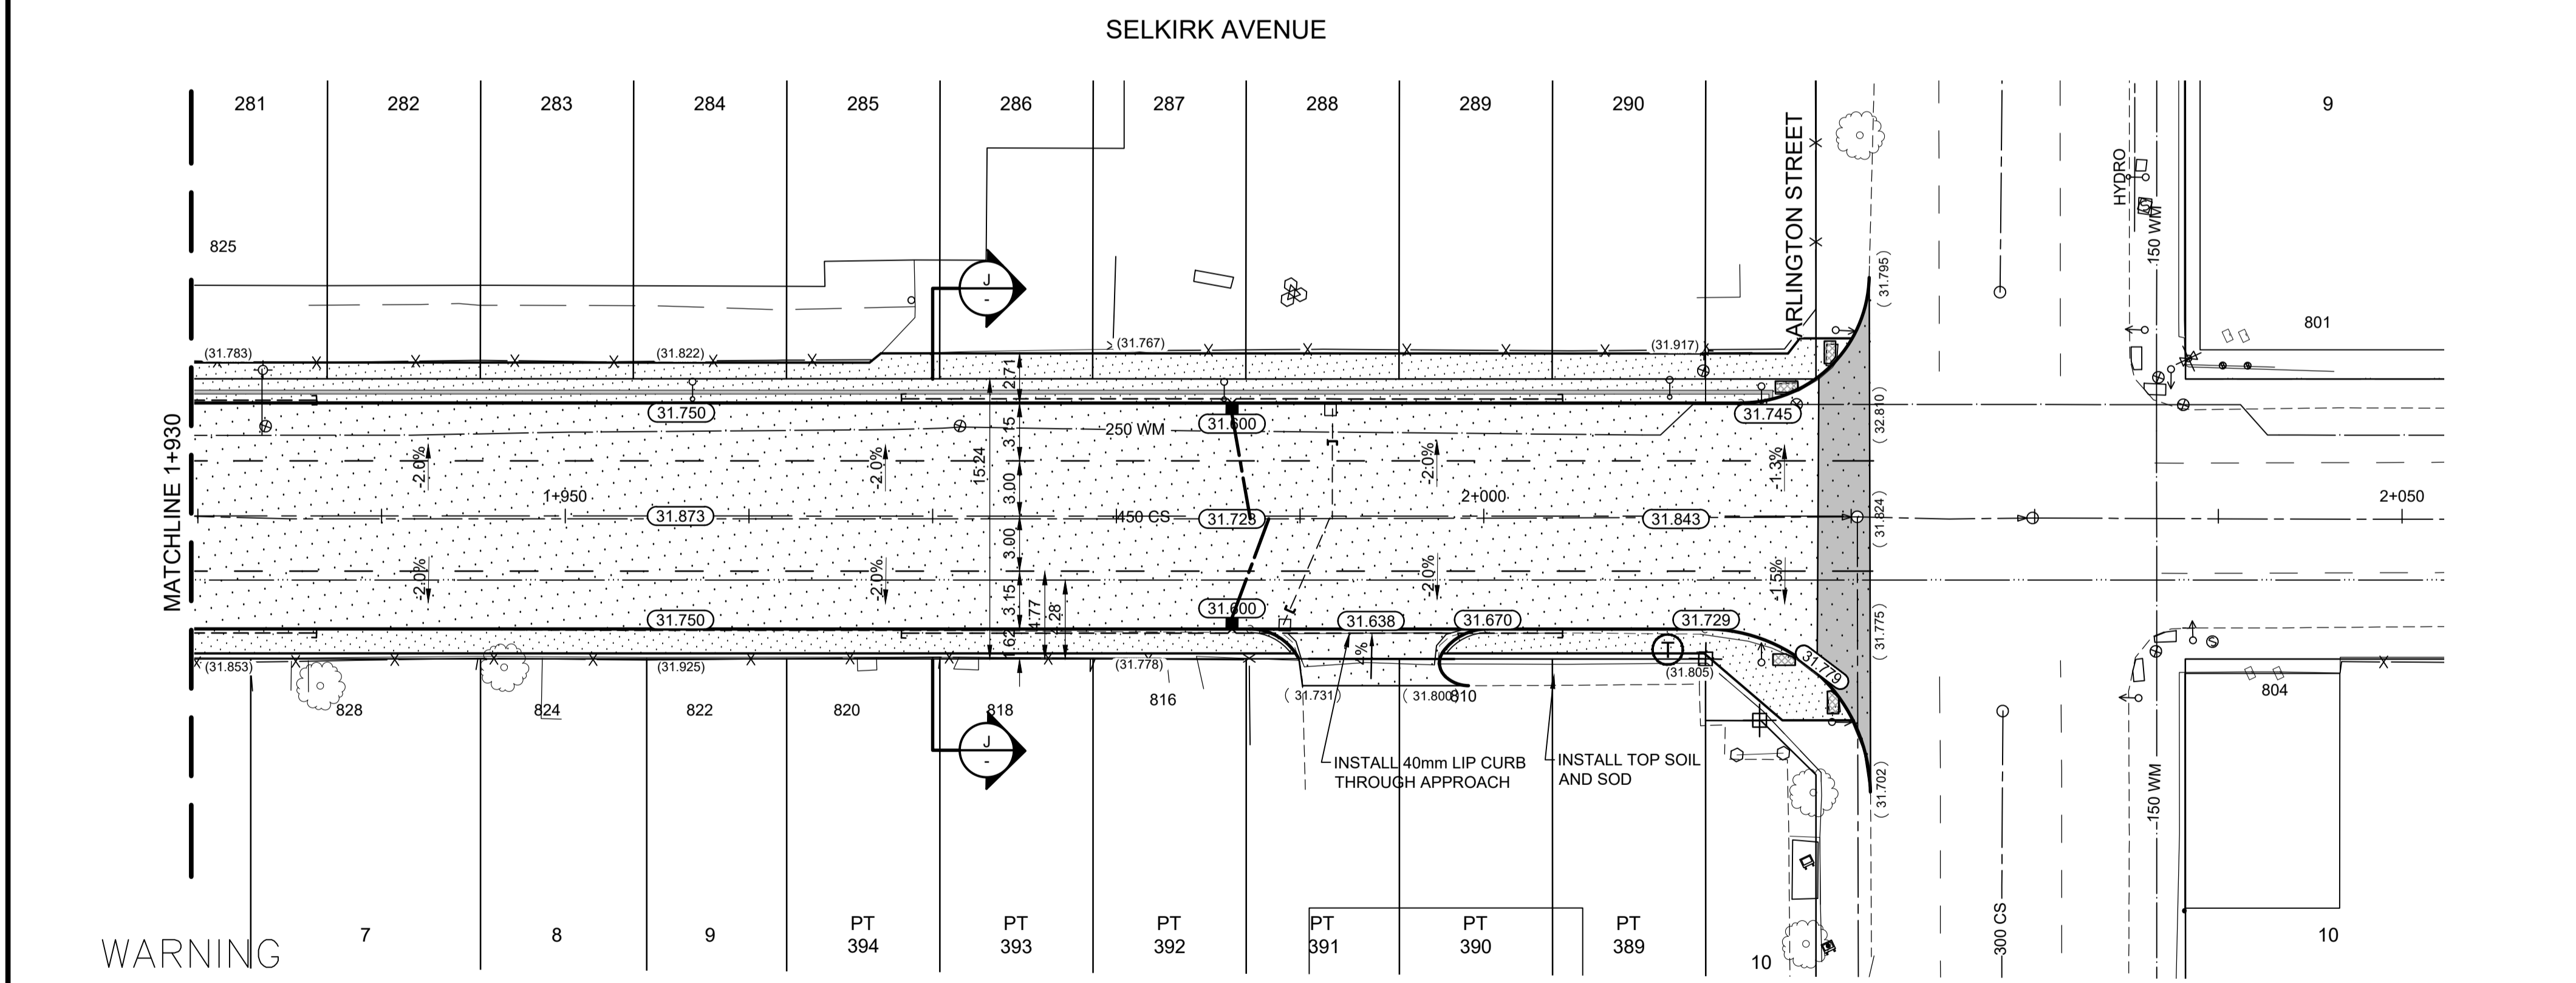 SELKIRK AVENUE
281 282 283 284 285 286 287 288 289 290 9
ARLINGTON STREET
HYDRO
150 WM
825
J
-
(31.795)
801
(31.783) (31.822) (31.767) (31.917)
2.71
31.750 31.600 31.745
(32.810)
MATCHLINE 1+930
250 WM
3.15
-2.0% -2.0% -2.0% -1.3%
15.24
1+950 3.00 2+000 2+050
31.873 450 CS 31.723 31.843
(31.824)
3.00
-2.0% -2.0% -2.0% -1.5%
3.15
4.77
4.28
31.750 31.600 31.638 31.670 31.729
(31.775)
1.62
4%
T
S
(31.853) (31.925) (31.778) (31.805)
31.779
(31.731) (31.800) 810
828 824 822 820 818 816 804
J
-
INSTALL 40mm LIP CURB
THROUGH APPROACH
INSTALL TOP SOIL
AND SOD
(31.702)
150 WM
300 CS
7 8 9
PT
394
PT
393
PT
392
PT
391
PT
390
PT
389
10
10
WARNING